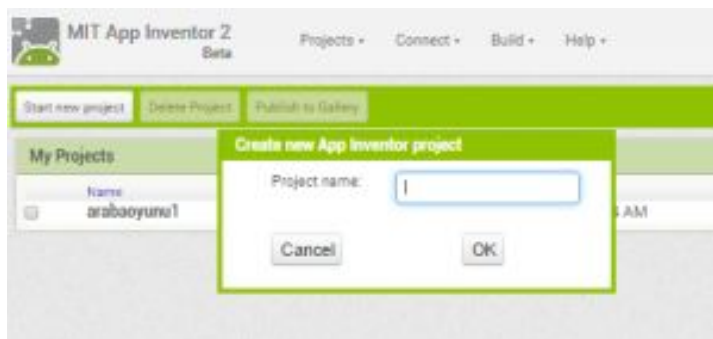 MIT App Inventor 2
Beta
Projects
Connect
Build
Help
Start new project
Delete Project
Publish to Gallery
My Projects
Create new App Inventor project
Name
Project name:
arabaoyunu1
AM
Cancel
OK